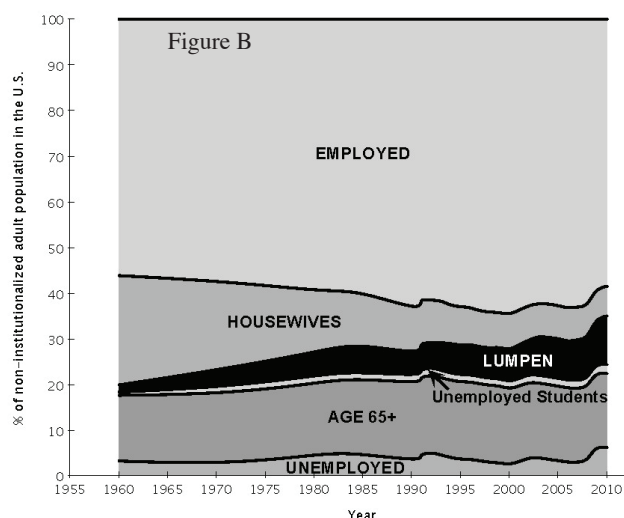 Figure B
% of non-institutionalized adult population in the U.S.
100
90
80
70
60
50
40
30
20
10
0
EMPLOYED
HOUSEWIVES
LUMPEN
Unemployed Students
AGE 65+
UNEMPLOYED
1955 1960 1965 1970 1975 1980 1985 1990 1995 2000 2005 2010
Year